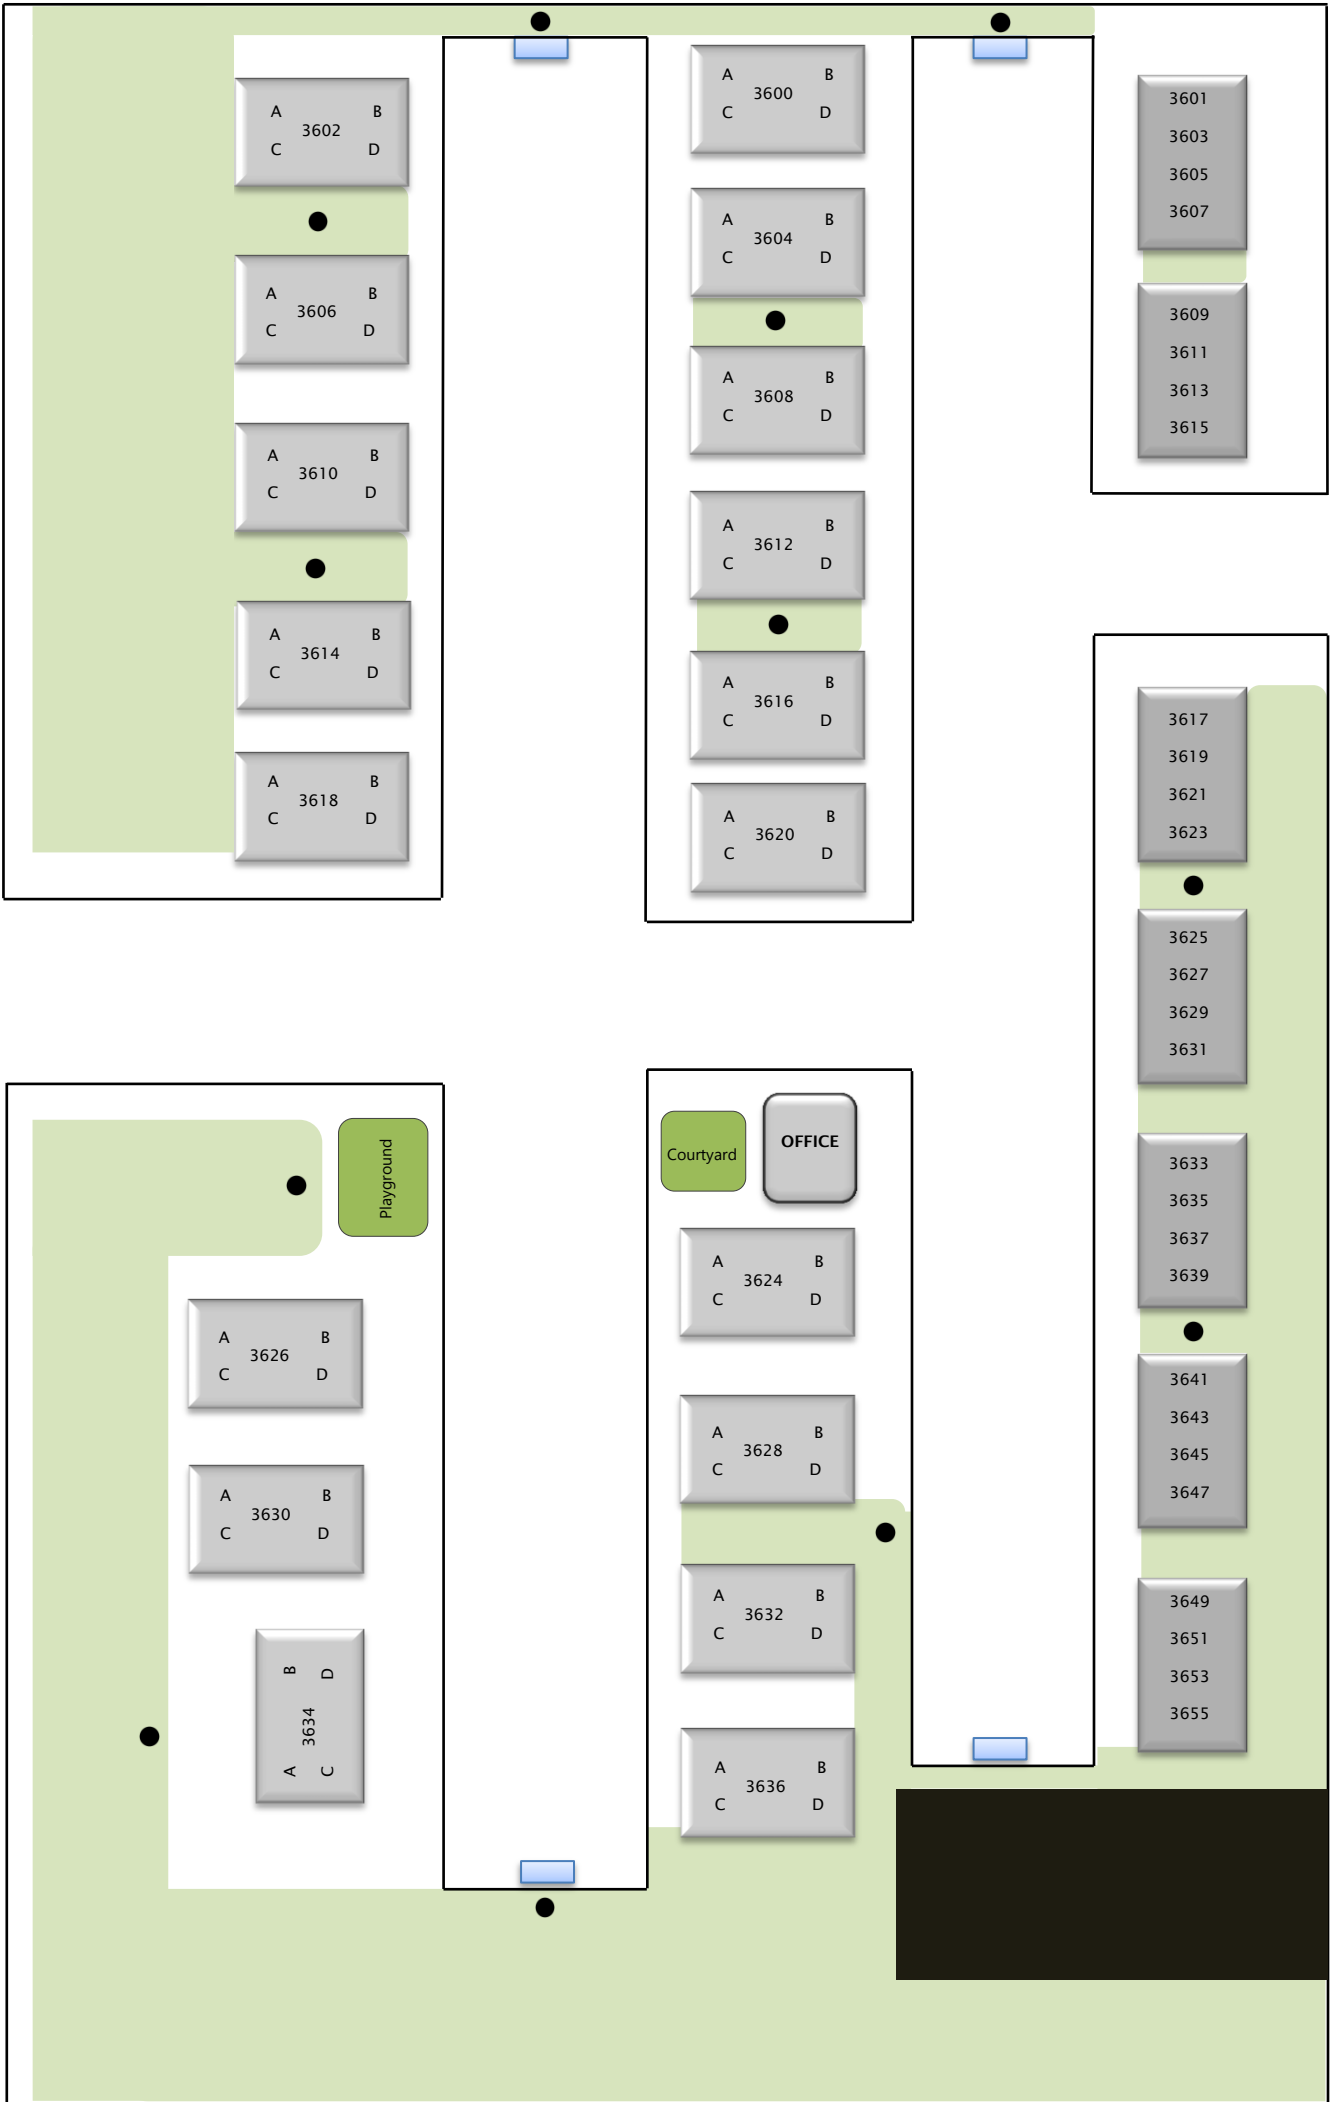 A B
3602
C D
A B
3606
C D
A B
3610
C D
A B
3614
C D
A B
3618
C D
A B
3600
C D
A B
3604
C D
A B
3608
C D
A B
3612
C D
A B
3616
C D
A B
3620
C D
3601
3603
3605
3607
3609
3611
3613
3615
3617
3619
3621
3623
3625
3627
3629
3631
3633
3635
3637
3639
3641
3643
3645
3647
3649
3651
3653
3655
Playground
A B
3626
C D
A B
3630
C D
A B
3634
C D
Courtyard
OFFICE
A B
3624
C D
A B
3628
C D
A B
3632
C D
A B
3636
C D